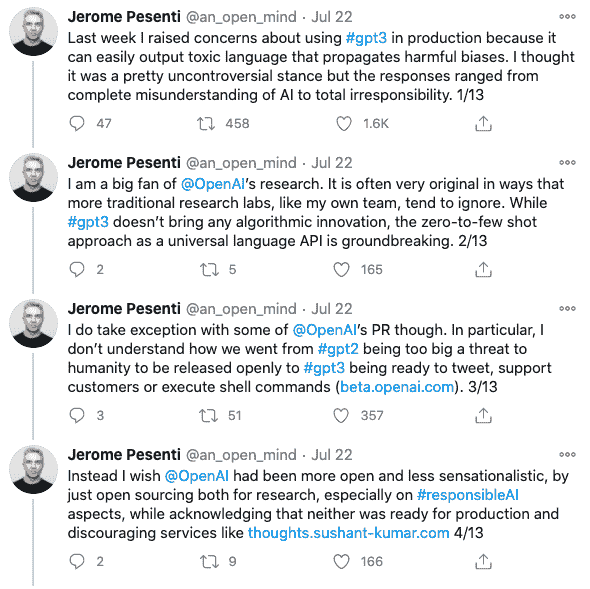 Jerome Pesenti @an_open_mind · Jul 22
Last week I raised concerns about using #gpt3 in production because it
can easily output toxic language that propagates harmful biases. I thought
it was a pretty uncontroversial stance but the responses ranged from
complete misunderstanding of AI to total irresponsibility. 1/13
47 458 1.6K
Jerome Pesenti @an_open_mind · Jul 22
I am a big fan of @OpenAI's research. It is often very original in ways that
more traditional research labs, like my own team, tend to ignore. While
#gpt3 doesn't bring any algorithmic innovation, the zero-to-few shot
approach as a universal language API is groundbreaking. 2/13
2 5 165
Jerome Pesenti @an_open_mind · Jul 22
I do take exception with some of @OpenAI's PR though. In particular, I
don't understand how we went from #gpt2 being too big a threat to
humanity to be released openly to #gpt3 being ready to tweet, support
customers or execute shell commands (beta.openai.com). 3/13
3 51 357
Jerome Pesenti @an_open_mind · Jul 22
Instead I wish @OpenAI had been more open and less sensationalistic, by
just open sourcing both for research, especially on #responsibleAI
aspects, while acknowledging that neither was ready for production and
discouraging services like thoughts.sushant-kumar.com 4/13
2 9 166